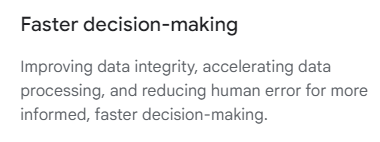 Faster decision-making
Improving data integrity, accelerating data
processing, and reducing human error for more
informed, faster decision-making.